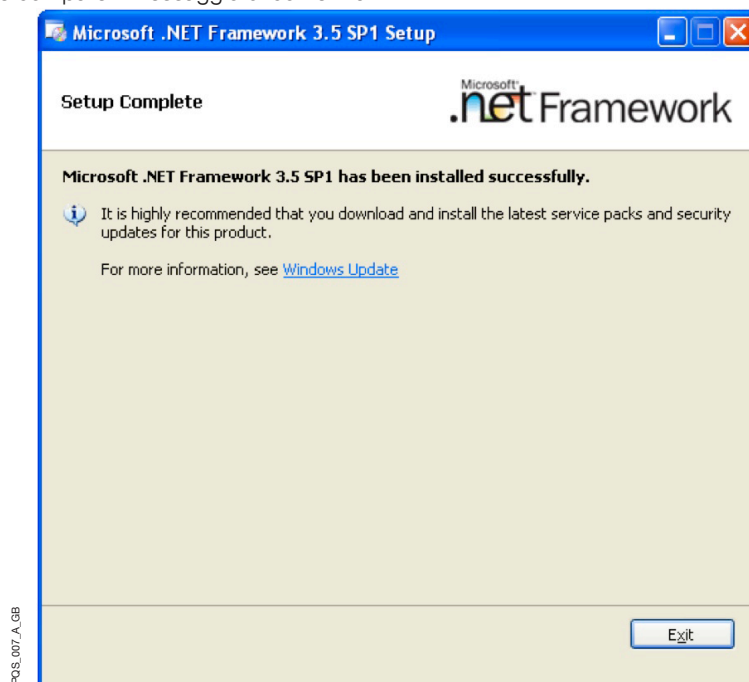 Microsoft .NET Framework 3.5 SP1 Setup
Setup Complete
Microsoft
.net Framework
Microsoft .NET Framework 3.5 SP1 has been installed successfully.
It is highly recommended that you download and install the latest service packs and security
updates for this product.
For more information, see Windows Update
Exit
PQS_007_A_GB